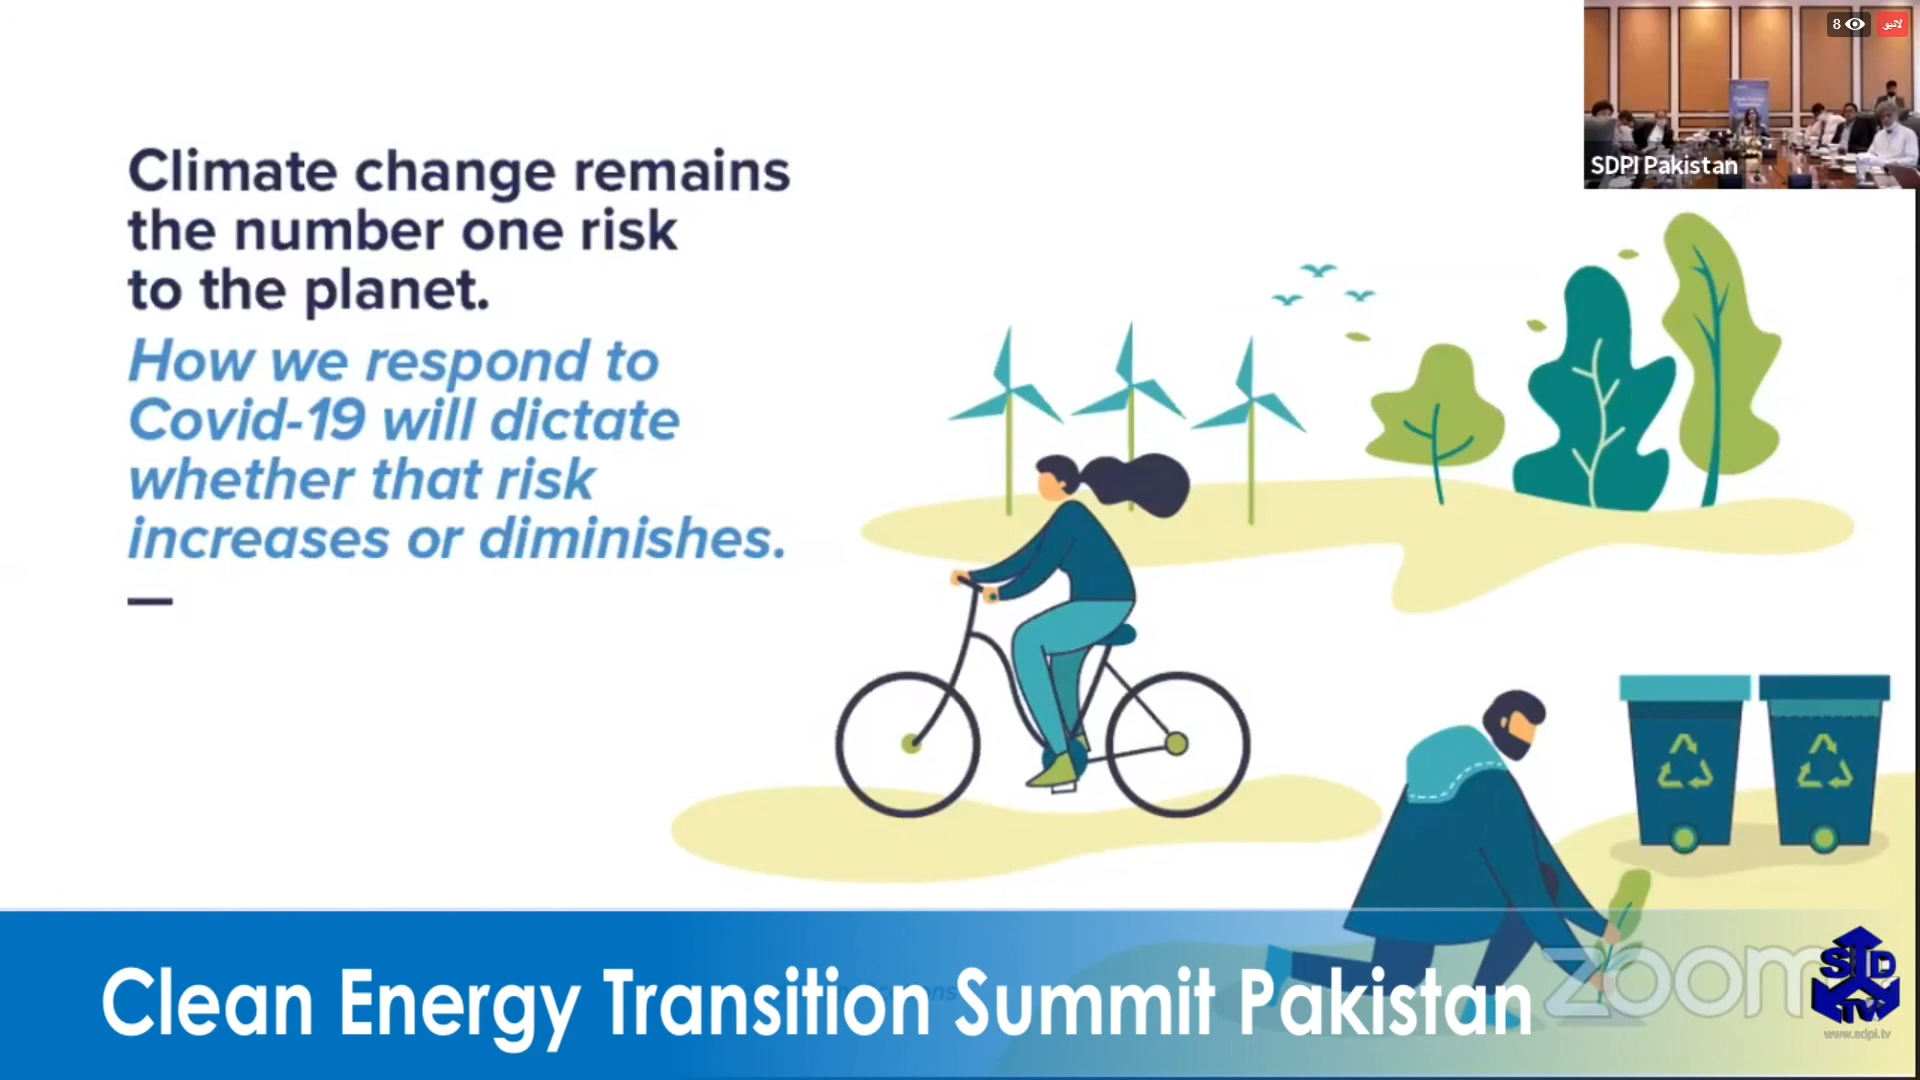 8
لائیو
SDPI Pakistan
Climate change remains
the number one risk
to the planet.
How we respond to
Covid-19 will dictate
whether that risk
increases or diminishes.
Clean Energy Transition Summit Pakistan
zoom
SD
TV
www.sdpi.tv